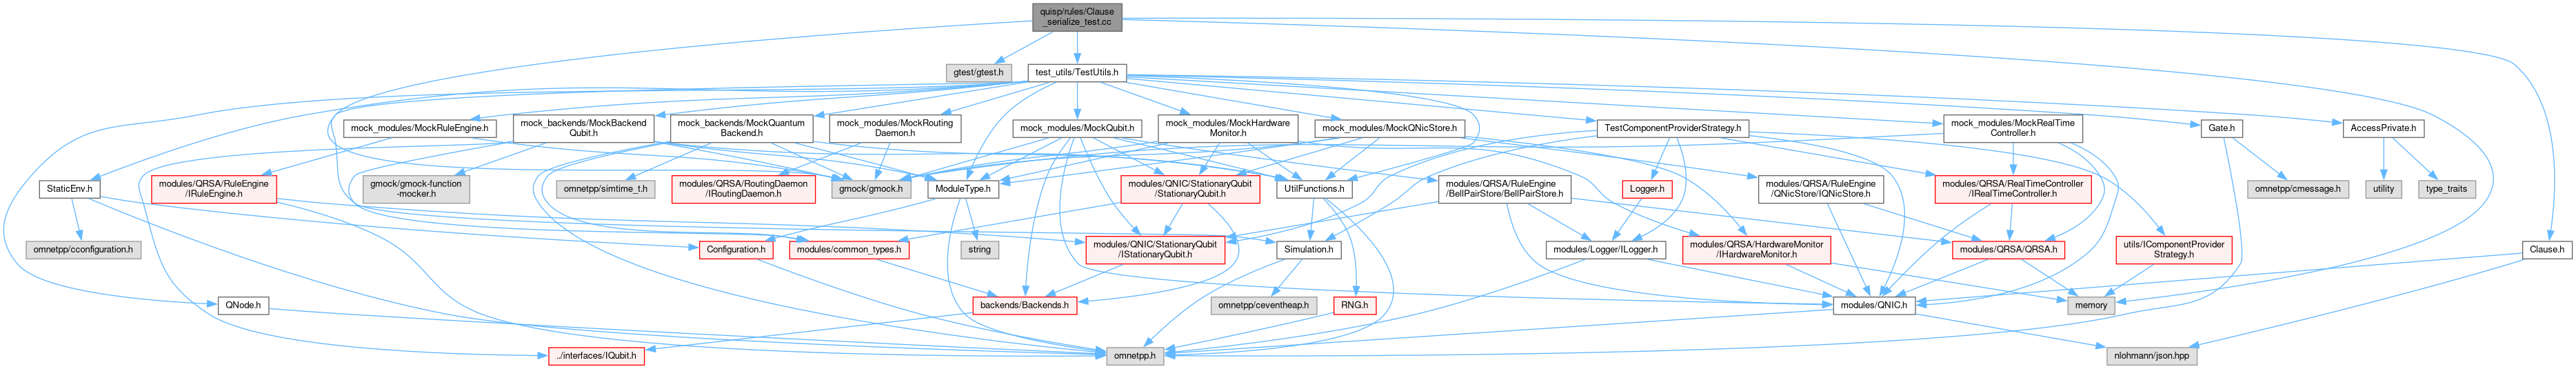 quisp/rules/Clause
_serialize_test.cc
gtest/gtest.h
test_utils/TestUtils.h
mock_modules/MockRuleEngine.h
mock_backends/MockBackend
Qubit.h
mock_backends/MockQuantum
Backend.h
mock_modules/MockRouting
Daemon.h
mock_modules/MockQubit.h
mock_modules/MockHardware
Monitor.h
mock_modules/MockQNicStore.h
TestComponentProviderStrategy.h
mock_modules/MockRealTime
Controller.h
Gate.h
AccessPrivate.h
StaticEnv.h
modules/QRSA/RuleEngine
/IRuleEngine.h
gmock/gmock-function
-mocker.h
omnetpp/simtime_t.h
modules/QRSA/RoutingDaemon
/IRoutingDaemon.h
gmock/gmock.h
ModuleType.h
modules/QNIC/StationaryQubit
/StationaryQubit.h
UtilFunctions.h
modules/QRSA/RuleEngine
/BellPairStore/BellPairStore.h
Logger.h
modules/QRSA/RuleEngine
/QNicStore/IQNicStore.h
modules/QRSA/RealTimeController
/IRealTimeController.h
omnetpp/cmessage.h
utility
type_traits
omnetpp/cconfiguration.h
Configuration.h
modules/common_types.h
string
modules/QNIC/StationaryQubit
/IStationaryQubit.h
Simulation.h
modules/Logger/ILogger.h
modules/QRSA/HardwareMonitor
/IHardwareMonitor.h
modules/QRSA/QRSA.h
utils/IComponentProvider
Strategy.h
Clause.h
QNode.h
backends/Backends.h
omnetpp/ceventheap.h
RNG.h
modules/QNIC.h
memory
../interfaces/IQubit.h
omnetpp.h
nlohmann/json.hpp